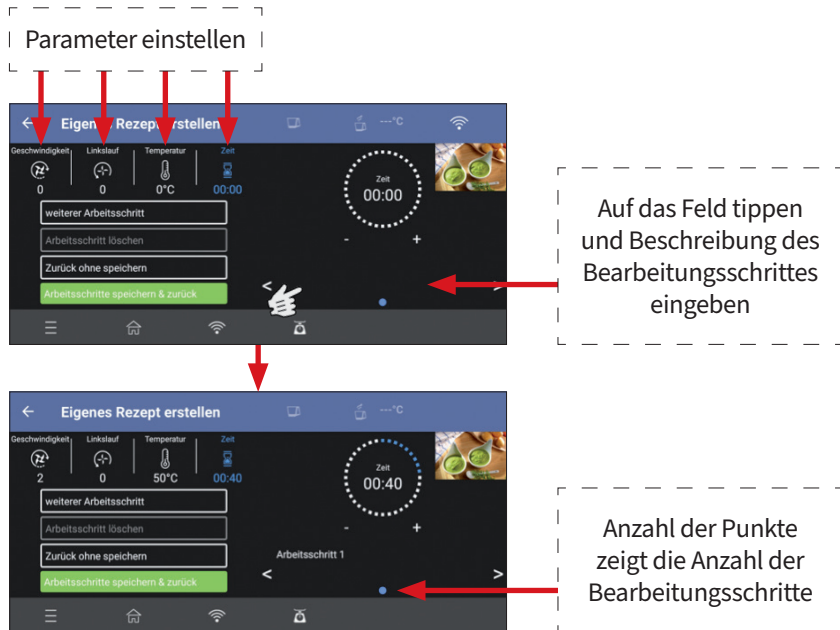 Parameter einstellen
← Eigenes Rezept erstellen ---°C
Geschwindigkeit Linkslauf Temperatur Zeit
0 0 0°C 00:00
Zeit
00:00
- +
weiterer Arbeitsschritt
Arbeitsschritt löschen
Zurück ohne speichern
Arbeitsschritte speichern & zurück
< >
Auf das Feld tippen
und Beschreibung des
Bearbeitungsschrittes
eingeben
← Eigenes Rezept erstellen ---°C
Geschwindigkeit Linkslauf Temperatur Zeit
2 0 50°C 00:40
Zeit
00:40
- +
weiterer Arbeitsschritt
Arbeitsschritt löschen
Zurück ohne speichern
Arbeitsschritte speichern & zurück
Arbeitsschritt 1
< >
Anzahl der Punkte
zeigt die Anzahl der
Bearbeitungsschritte